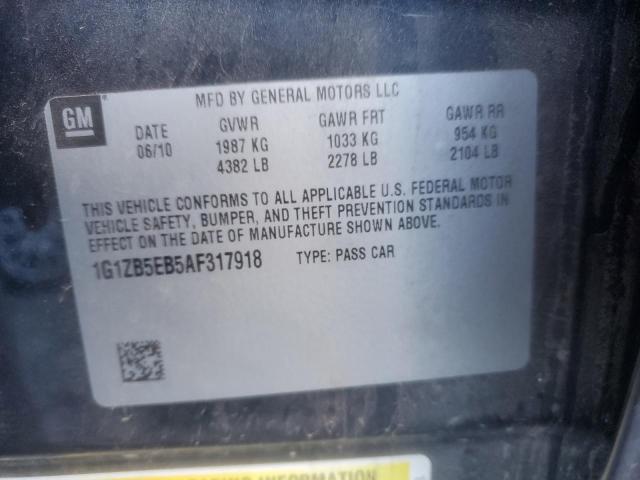 MFD BY GENERAL MOTORS LLC
GM
DATE GVWR GAWR FRT GAWR RR
06/10 1987 KG 1033 KG 954 KG
4382 LB 2278 LB 2104 LB
THIS VEHICLE CONFORMS TO ALL APPLICABLE U.S. FEDERAL MOTOR
VEHICLE SAFETY, BUMPER, AND THEFT PREVENTION STANDARDS IN
EFFECT ON THE DATE OF MANUFACTURE SHOWN ABOVE.
1G1ZB5EB5AF317918 TYPE: PASS CAR
INFORMATION